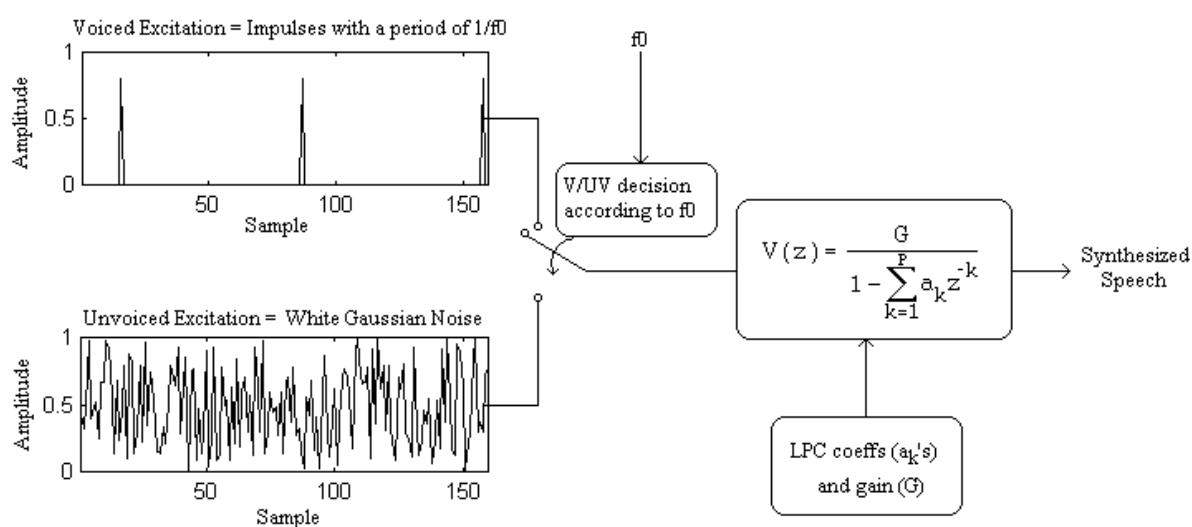 Voiced Excitation = Impulses with a period of 1/f0
1
0.5
0
Amplitude
50
100
150
Sample
f0
V/UV decision
according to f0
Unvoiced Excitation = White Gaussian Noise
1
0.5
0
Amplitude
50
100
150
Sample
V(z) = G / (1 - ∑_{k=1}^{P} a_k z^{-k})
Synthesized
Speech
LPC coeffs (a_k's)
and gain (G)